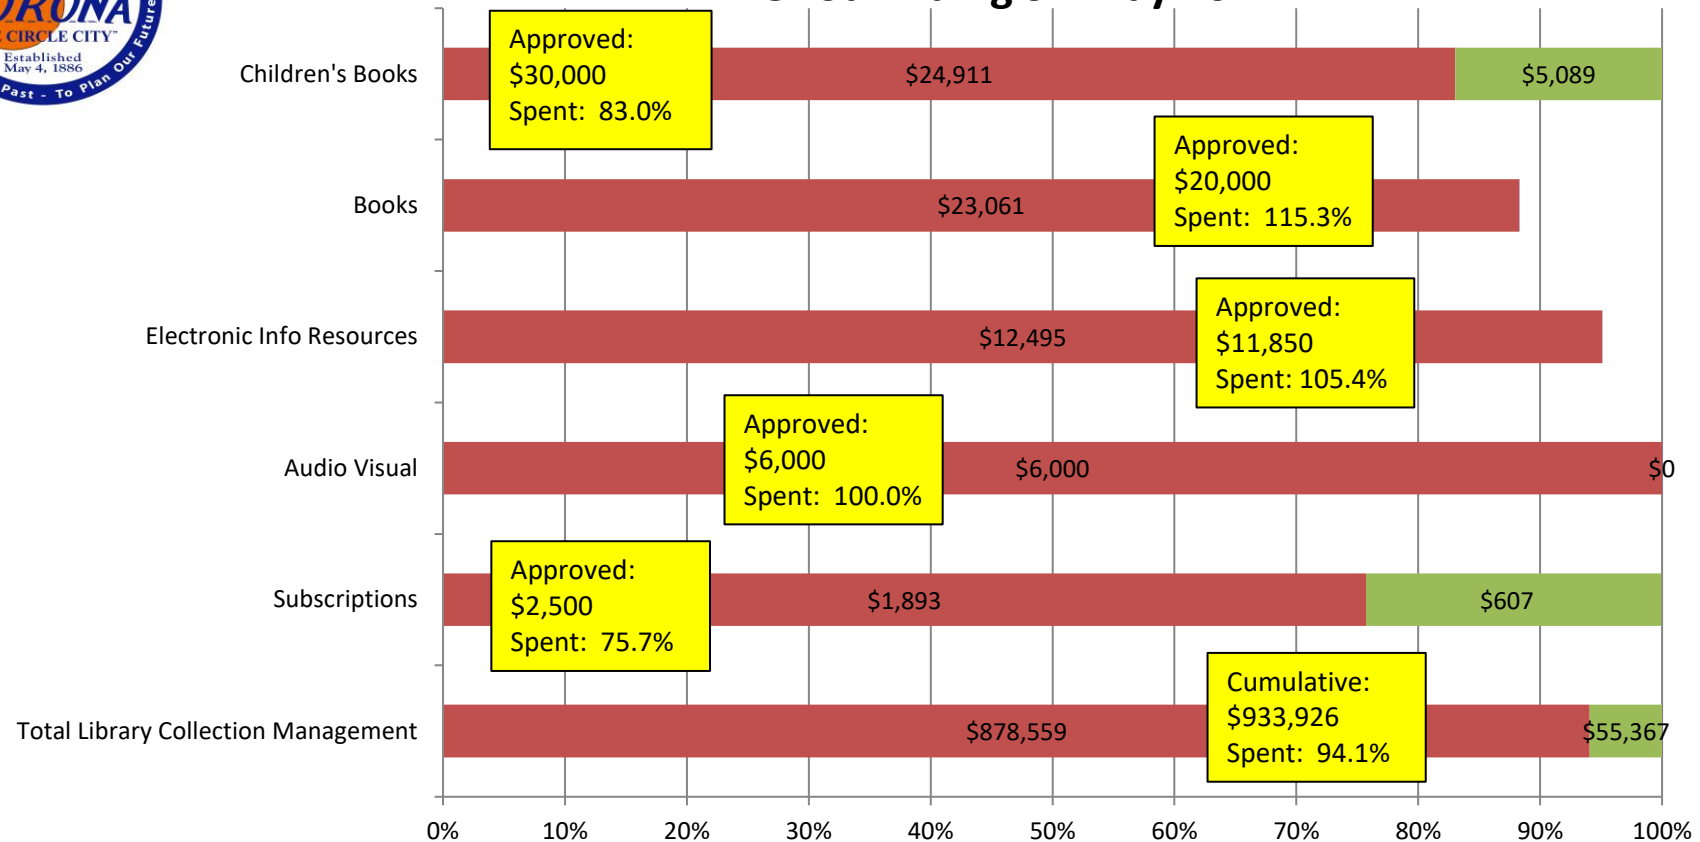 CIRCLE CITY"
Established
May 4, 1886
Past - To Plan Our Future
Children's Books
Approved:
$30,000
Spent: 83.0%
$24,911
$5,089
Books
$23,061
Approved:
$20,000
Spent: 115.3%
Electronic Info Resources
$12,495
Approved:
$11,850
Spent: 105.4%
Audio Visual
Approved:
$6,000
Spent: 100.0%
$6,000
$0
Subscriptions
Approved:
$2,500
Spent: 75.7%
$1,893
$607
Total Library Collection Management
$878,559
Cumulative:
$933,926
Spent: 94.1%
$55,367
0% 10% 20% 30% 40% 50% 60% 70% 80% 90% 100%